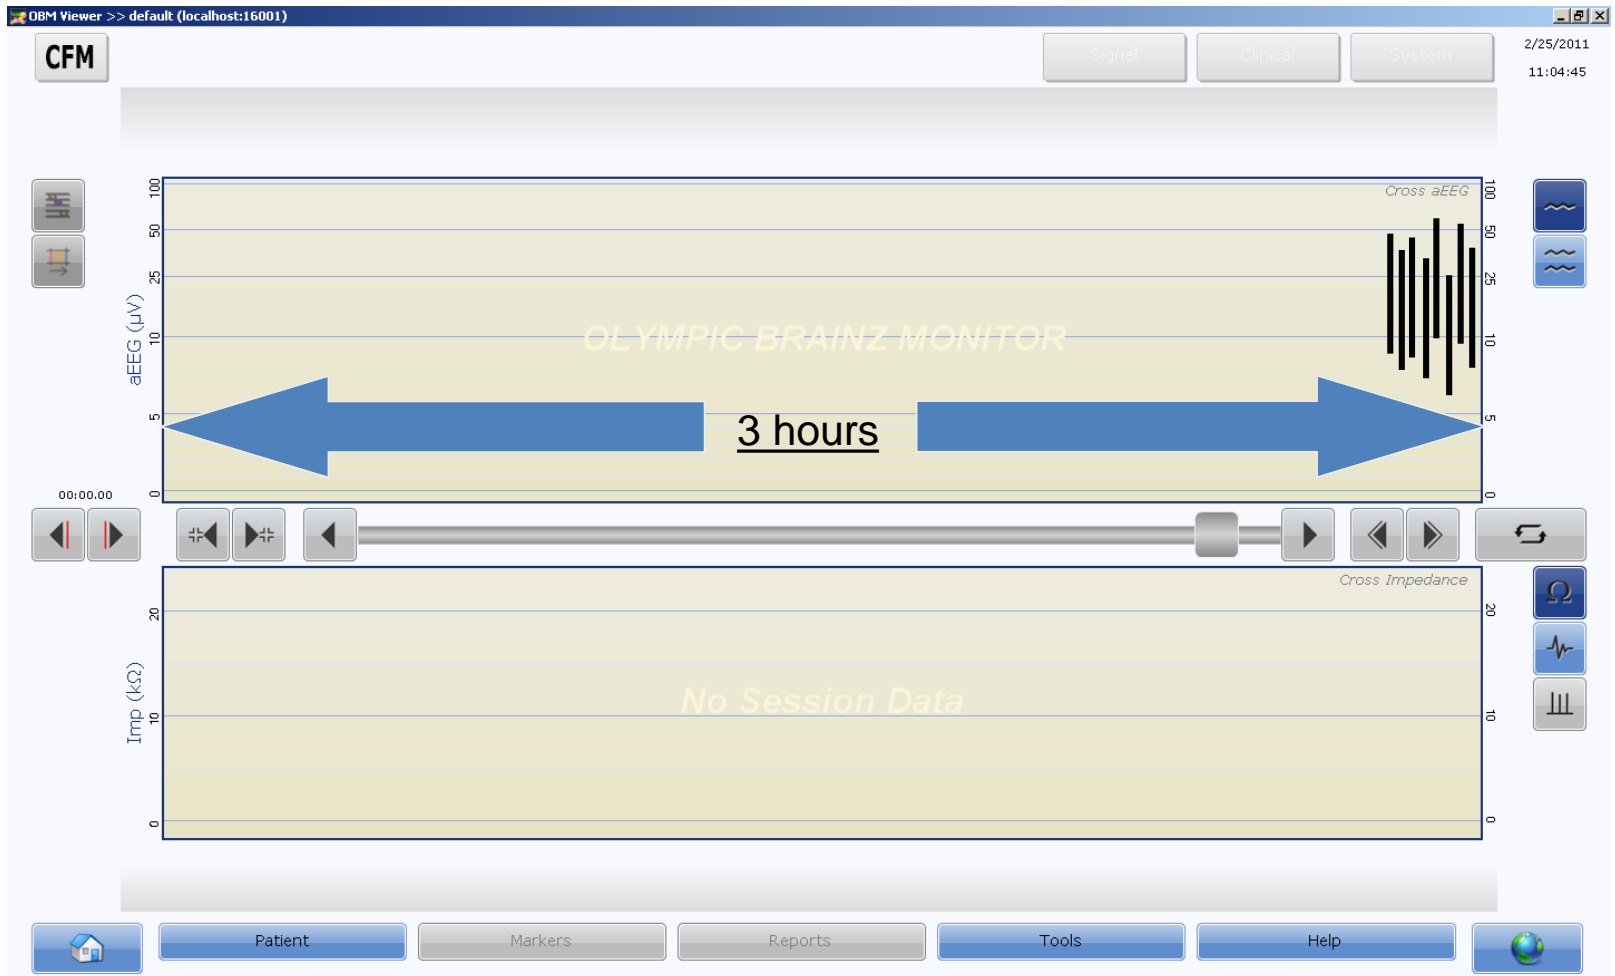 OBM Viewer >> default (localhost:16001)
CFM
Signal
Clinical
System
2/25/2011
11:04:45
Cross aEEG
aEEG (µV)
100
50
25
10
5
0
100
50
25
10
5
0
OLYMPIC BRAINZ MONITOR
3 hours
00:00.00
Cross Impedance
Imp (kΩ)
20
10
0
20
10
0
No Session Data
Ω
Patient
Markers
Reports
Tools
Help